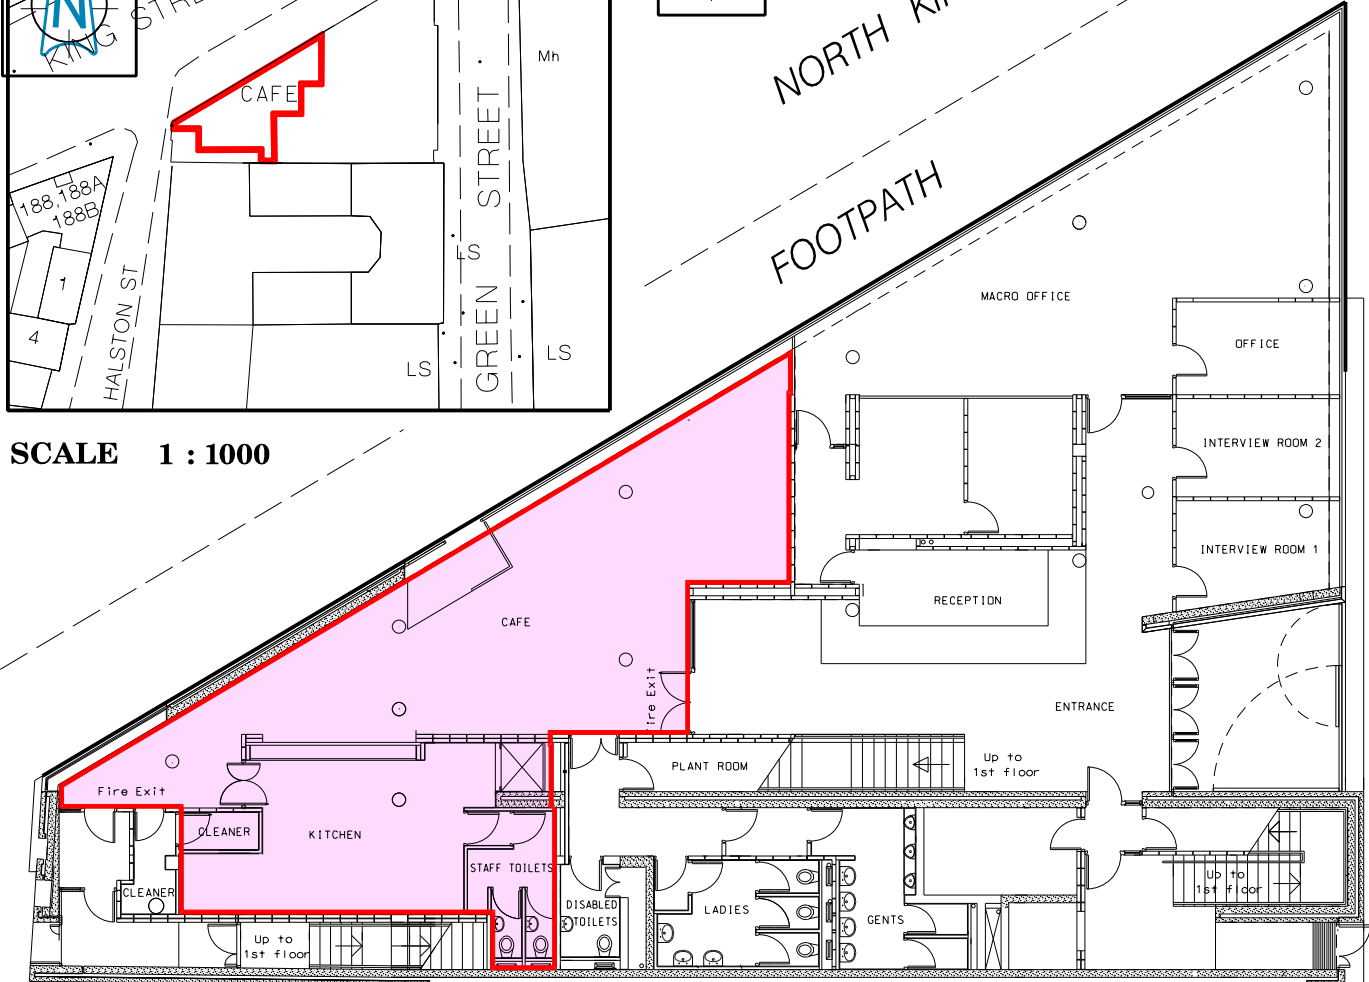 N
KING STRE
CAFE
Mh
GREEN STREET
188,188A
188B
1
4
HALSTON ST
LS
LS
LS
SCALE 1 : 1000
NORTH KI
FOOTPATH
MACRO OFFICE
OFFICE
INTERVIEW ROOM 2
INTERVIEW ROOM 1
RECEPTION
CAFE
Fire Exit
ENTRANCE
PLANT ROOM
Up to
1st floor
Fire Exit
CLEANER
KITCHEN
STAFF TOILETS
CLEANER
DISABLED
TOILETS
LADIES
GENTS
Up to
1st floor
Up to
1st floor